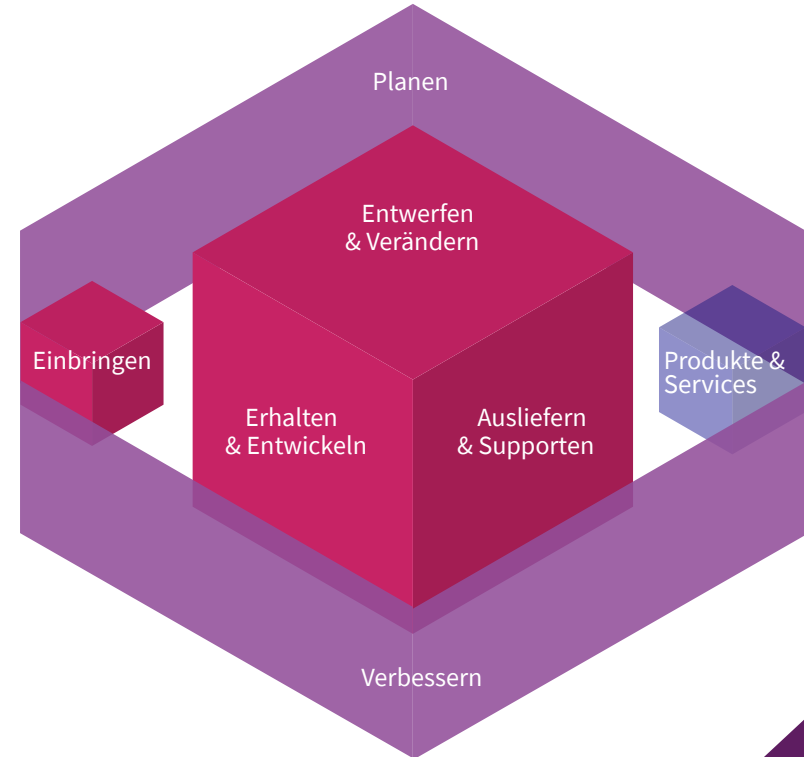 Planen
Entwerfen
& Verändern
Einbringen
Produkte &
Services
Erhalten
& Entwickeln
Ausliefern
& Supporten
Verbessern